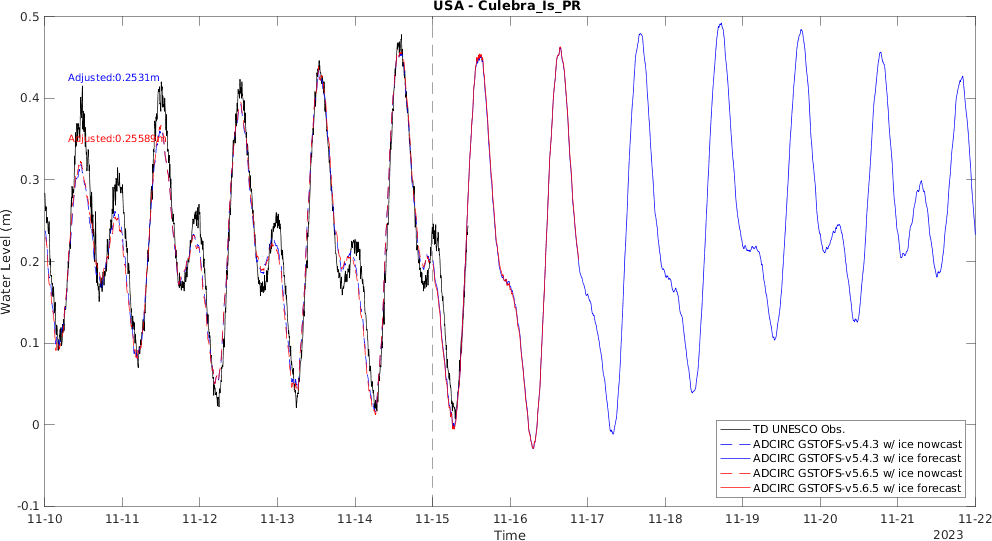 USA - Culebra_Is_PR
0.5
0.4
0.3
0.2
0.1
0
-0.1
Water Level (m)
Adjusted:0.2531m
Adjusted:0.25589m
TD UNESCO Obs.
ADCIRC GSTOFS-v5.4.3 w/ ice nowcast
ADCIRC GSTOFS-v5.4.3 w/ ice forecast
ADCIRC GSTOFS-v5.6.5 w/ ice nowcast
ADCIRC GSTOFS-v5.6.5 w/ ice forecast
11-10 11-11 11-12 11-13 11-14 11-15 11-16 11-17 11-18 11-19 11-20 11-21 11-22
Time
2023